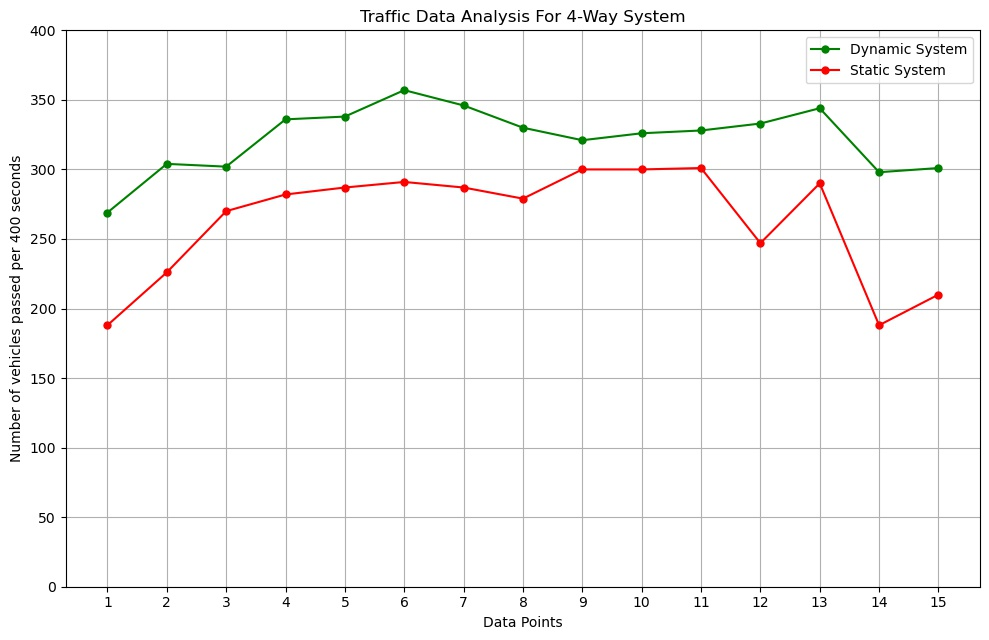 Traffic Data Analysis For 4-Way System
Number of vehicles passed per 400 seconds
400
350
300
250
200
150
100
50
0
Dynamic System
Static System
1 2 3 4 5 6 7 8 9 10 11 12 13 14 15
Data Points